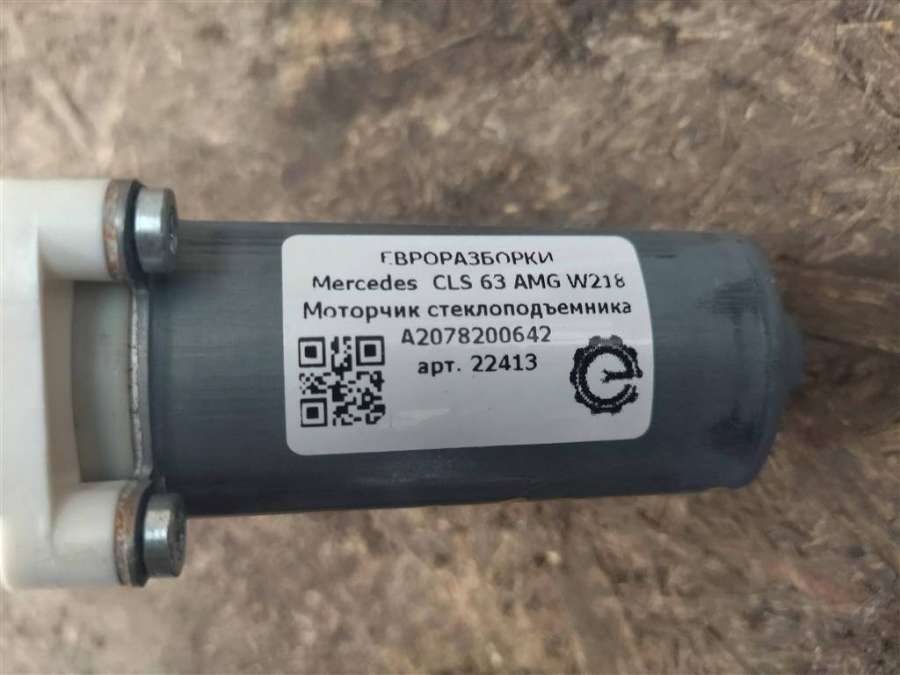 ЕВРОРАЗБОРКИ
Mercedes CLS 63 AMG W218
Моторчик стеклоподъемника
A2078200642
арт. 22413